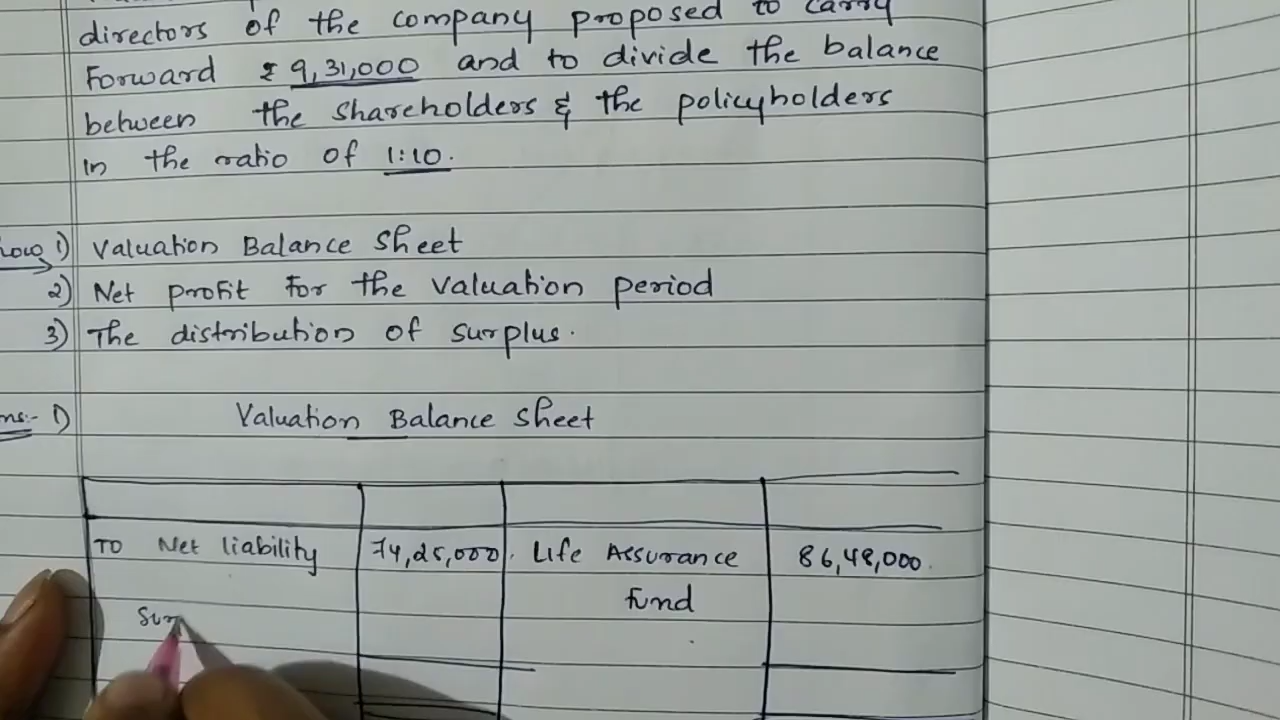 directors of the company proposed to carry
Forward ₹ 9,31,000 and to divide the balance
between the shareholders & the policyholders
in the ratio of 1:10.
1) Valuation Balance Sheet
2) Net profit for the valuation period
3) The distribution of surplus.
1) Valuation Balance Sheet
To Net liability 74,25,000. Life Assurance 86,48,000.
fund
Sur